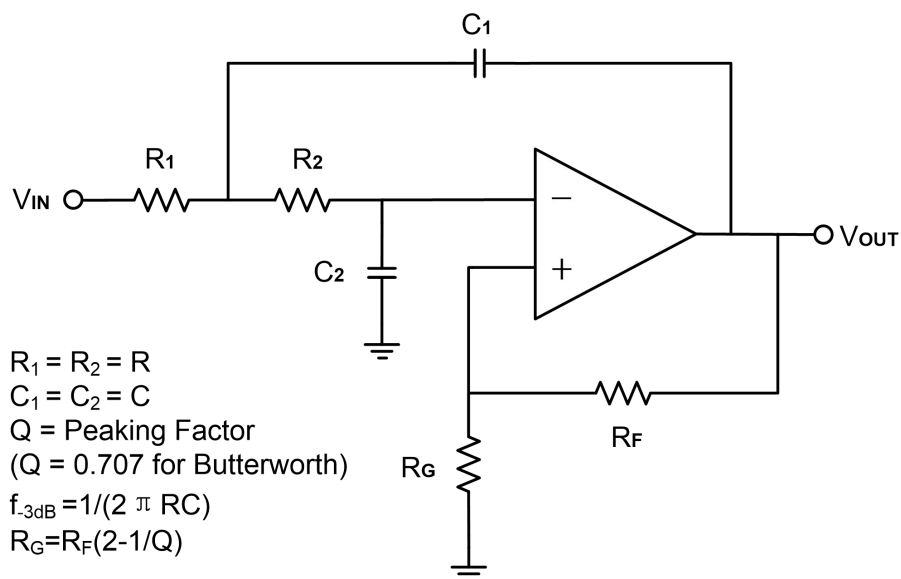 C1
R1
R2
VIN
−
VOUT
C2
+
R1 = R2 = R
C1 = C2 = C
Q = Peaking Factor
(Q = 0.707 for Butterworth)
f-3dB =1/(2 π RC)
RG=RF(2-1/Q)
RF
RG